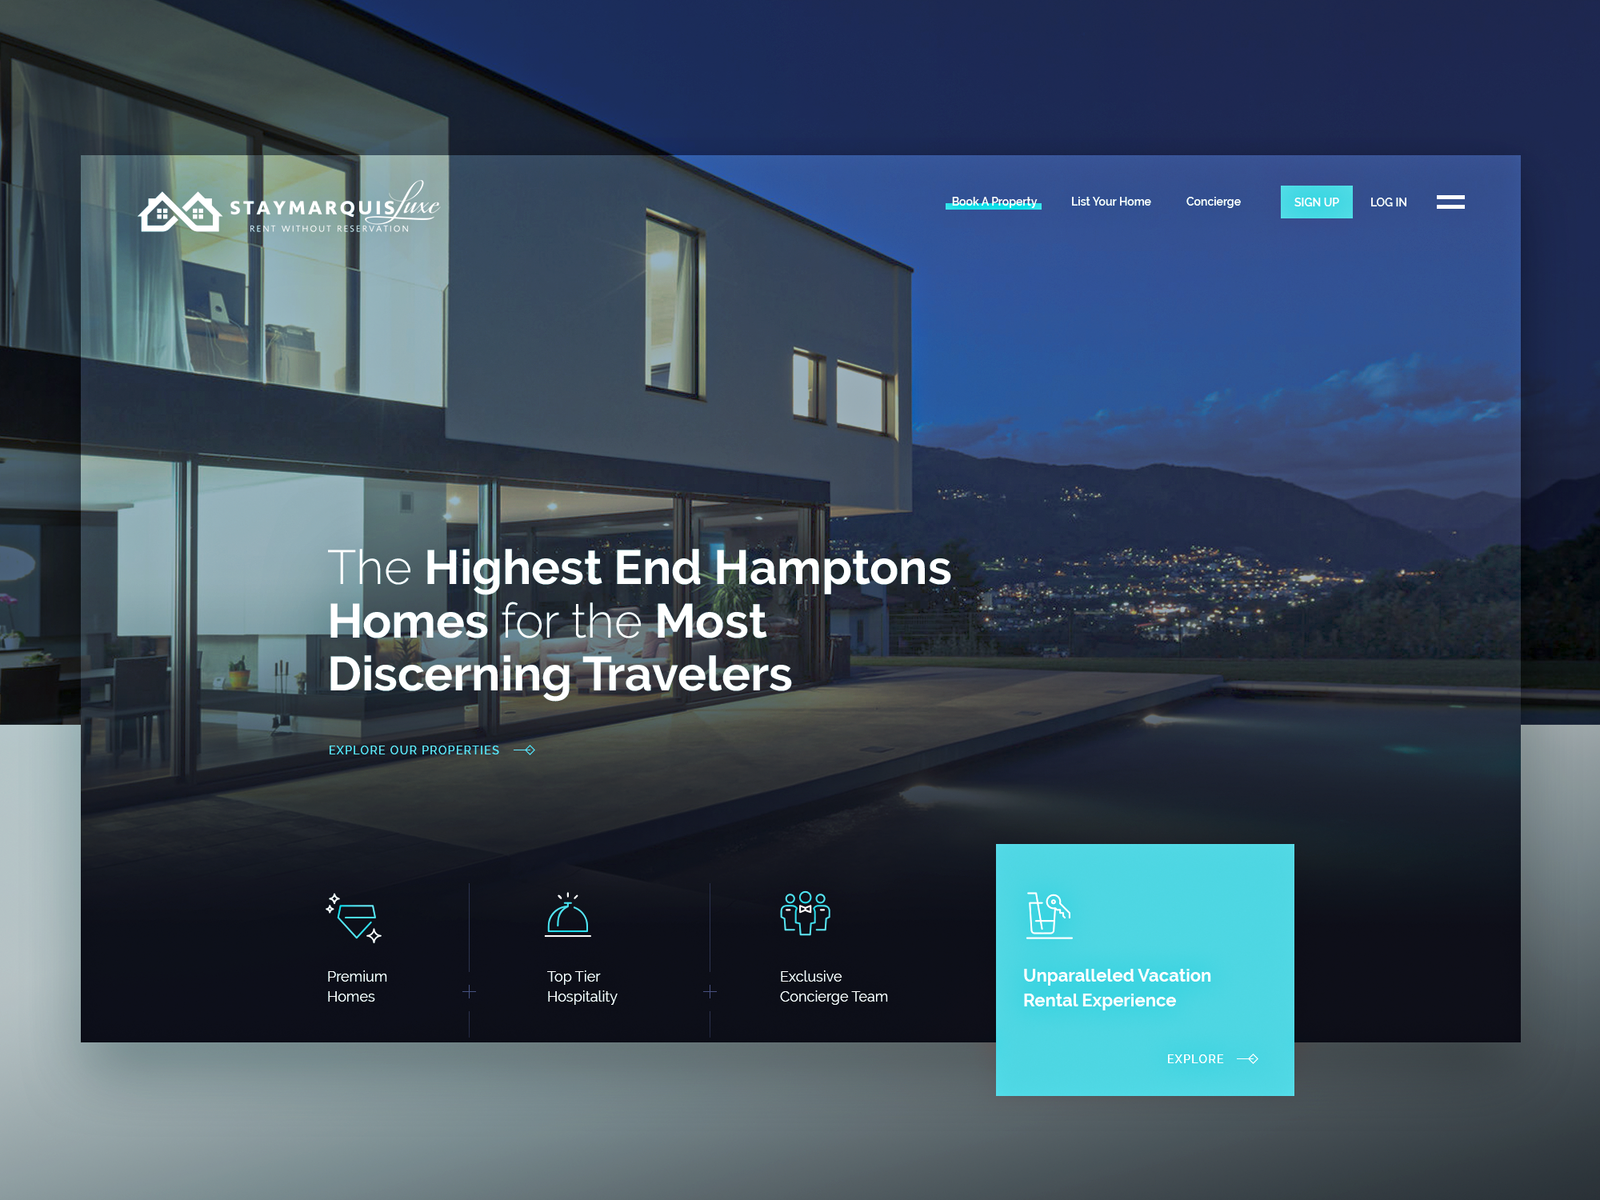 STAYMARQUIS Luxe
RENT WITHOUT RESERVATION
Book A Property
List Your Home
Concierge
SIGN UP
LOG IN
The Highest End Hamptons
Homes for the Most
Discerning Travelers
EXPLORE OUR PROPERTIES
Premium
Homes
Top Tier
Hospitality
Exclusive
Concierge Team
Unparalleled Vacation
Rental Experience
EXPLORE